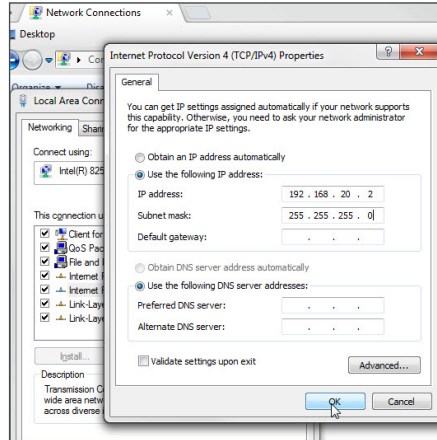 Network Connections
Desktop
Local Area Conn
Networking
Connect using:
Intel(R) 825
This connection u
Client for
QoS Pac
File and
Internet
Internet
Link-Laye
Link-Laye
Install...
Description
Transmission C
wide area netw
across diverse
Internet Protocol Version 4 (TCP/IPv4) Properties
General
You can get IP settings assigned automatically if your network supports
this capability. Otherwise, you need to ask your network administrator
for the appropriate IP settings.
Obtain an IP address automatically
Use the following IP address:
IP address: 192 . 168 . 20 . 2
Subnet mask: 255 . 255 . 255 . 0
Default gateway: . . .
Obtain DNS server address automatically
Use the following DNS server addresses:
Preferred DNS server: . . .
Alternate DNS server: . . .
Validate settings upon exit
Advanced...
OK Cancel